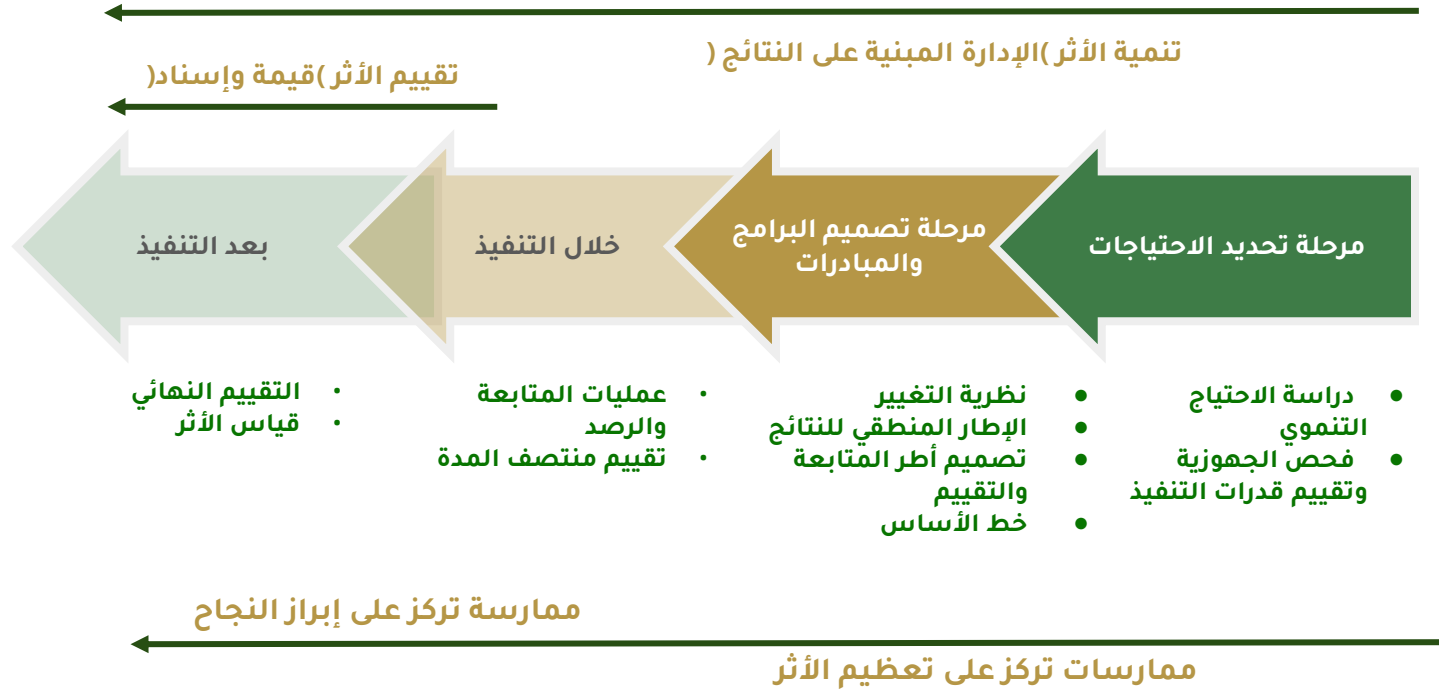 تنمية الأثر )الإدارة المبنية على النتائج (
تقييم الأثر )قيمة وإسناد(
مرحلة تحديد الاحتياجات
مرحلة تصميم البرامج
والمبادرات
خلال التنفيذ
بعد التنفيذ
● دراسة الاحتياج
التنموي
● فحص الجهوزية
وتقييم قدرات التنفيذ
● نظرية التغيير
● الإطار المنطقي للنتائج
● تصميم أطر المتابعة
والتقييم
● خط الأساس
• عمليات المتابعة
والرصد
• تقييم منتصف المدة
• التقييم النهائي
• قياس الأثر
ممارسة تركز على إبراز النجاح
ممارسات تركز على تعظيم الأثر